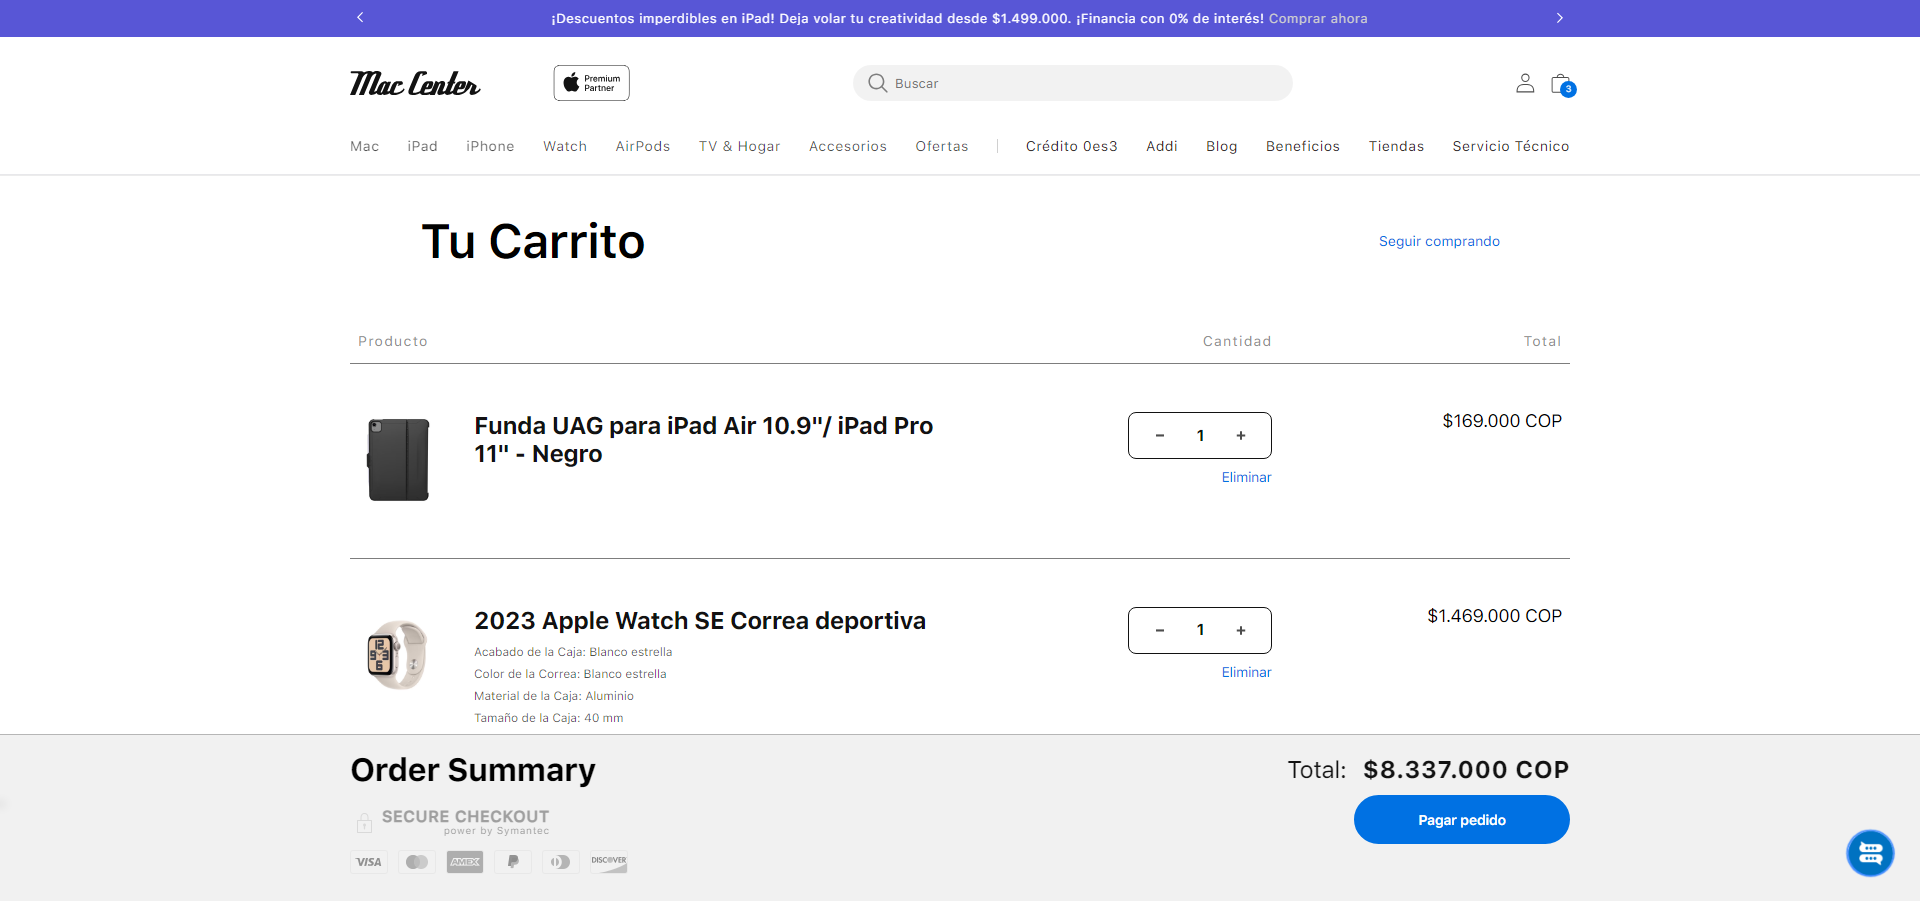 ¡Descuentos imperdibles en iPad! Deja volar tu creatividad desde $1.499.000. ¡Financia con 0% de interés! Comprar ahora
Mac Center
Premium
Partner
Buscar
3
Mac iPad iPhone Watch AirPods TV & Hogar Accesorios Ofertas Crédito 0es3 Addi Blog Beneficios Tiendas Servicio Técnico
Tu Carrito
Seguir comprando
Producto Cantidad Total
Funda UAG para iPad Air 10.9"/ iPad Pro
11" - Negro
− 1 +
Eliminar
$169.000 COP
2023 Apple Watch SE Correa deportiva
Acabado de la Caja: Blanco estrella
Color de la Correa: Blanco estrella
Material de la Caja: Aluminio
Tamaño de la Caja: 40 mm
− 1 +
Eliminar
$1.469.000 COP
Order Summary
SECURE CHECKOUT
power by Symantec
VISA AMEX DISCOVER
Total: $8.337.000 COP
Pagar pedido